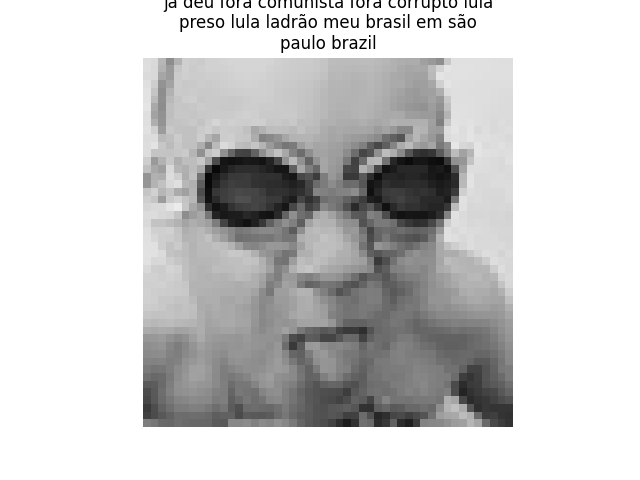 já deu fora comunista fora corrupto lula
preso lula ladrão meu brasil em são
paulo brazil